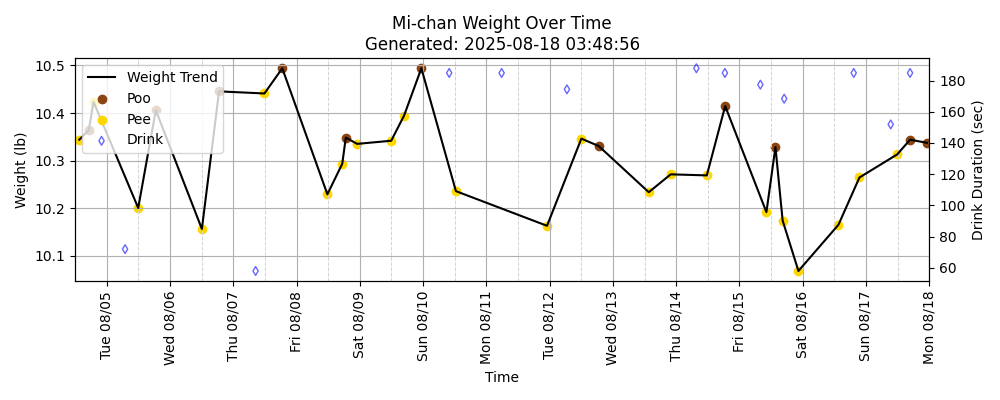 Mi-chan Weight Over Time
Generated: 2025-08-18 03:48:56
Weight Trend
Poo
Pee
Drink
Weight (lb)
10.5
10.4
10.3
10.2
10.1
180
160
140
120
100
80
60
Drink Duration (sec)
Tue 08/05
Wed 08/06
Thu 08/07
Fri 08/08
Sat 08/09
Sun 08/10
Mon 08/11
Tue 08/12
Wed 08/13
Thu 08/14
Fri 08/15
Sat 08/16
Sun 08/17
Mon 08/18
Time